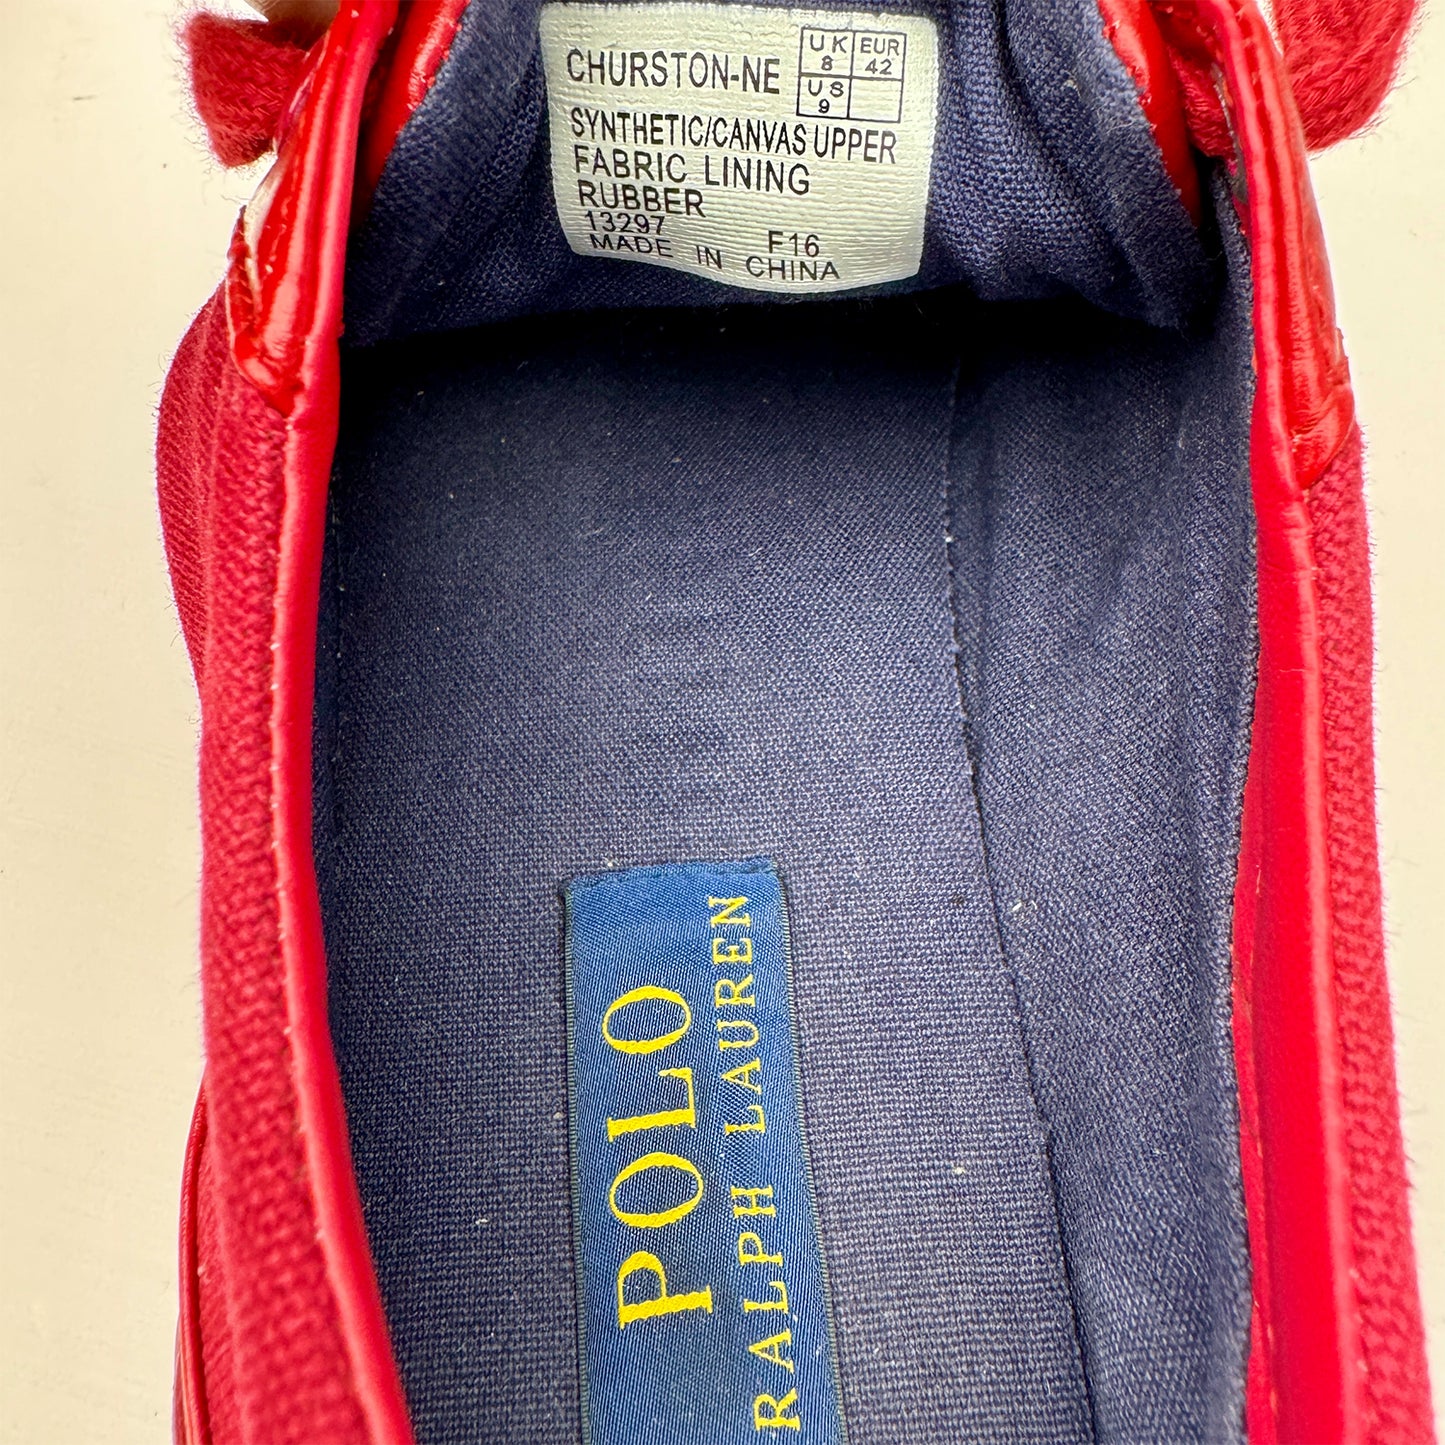 CHURSTON-NE
UK EUR
8 42
US
9
SYNTHETIC/CANVAS UPPER
FABRIC LINING
RUBBER
13297 F16
MADE IN CHINA
POLO
RALPH LAUREN